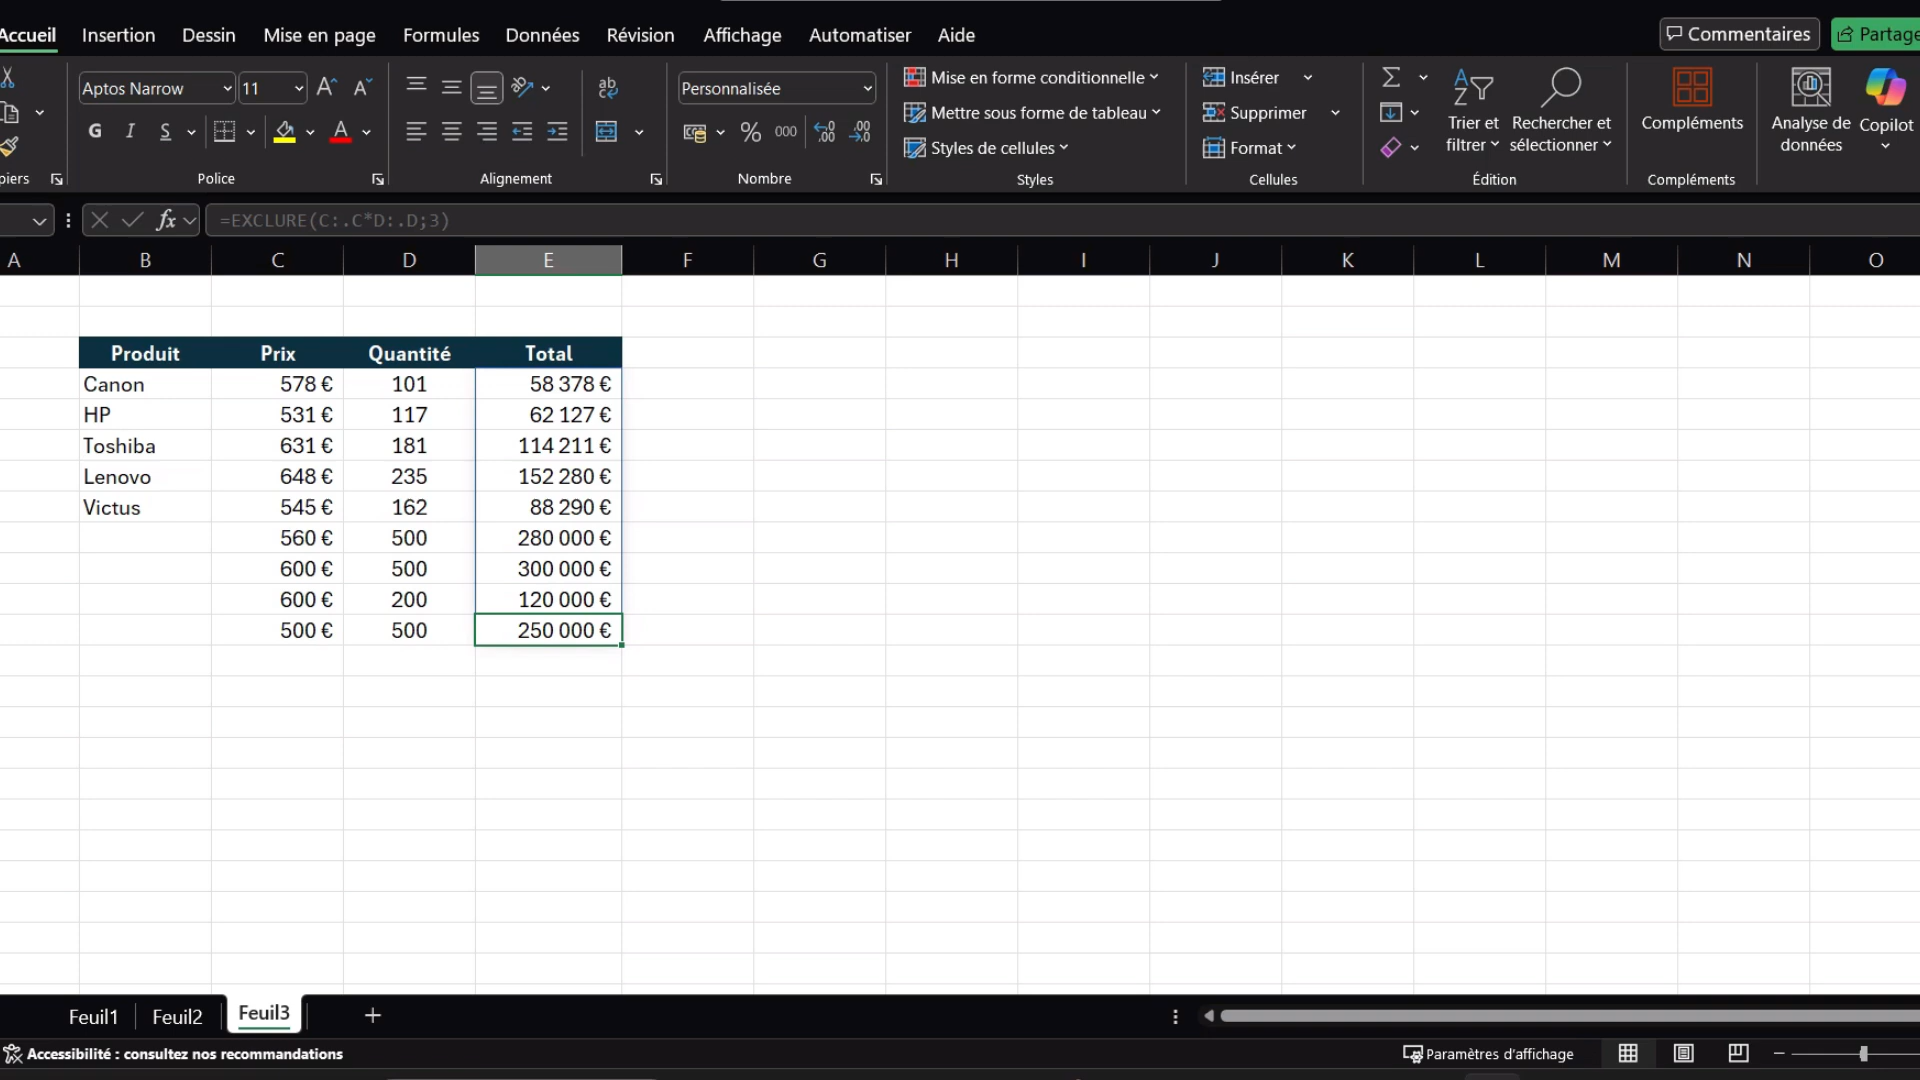 Accueil Insertion Dessin Mise en page Formules Données Révision Affichage Automatiser Aide Commentaires Partage
Aptos Narrow 11 Personnalisée Mise en forme conditionnelle Insérer
Mettre sous forme de tableau Supprimer
G I S A % 000 Styles de cellules Format
Trier et filtrer Rechercher et sélectionner Compléments Analyse de données Copilot
piers Police Alignement Nombre Styles Cellules Édition Compléments
fx =EXCLURE(C:.C*D:.D;3)
A B C D E F G H I J K L M N O
Produit Prix Quantité Total
Canon 578 € 101 58 378 €
HP 531 € 117 62 127 €
Toshiba 631 € 181 114 211 €
Lenovo 648 € 235 152 280 €
Victus 545 € 162 88 290 €
560 € 500 280 000 €
600 € 500 300 000 €
600 € 200 120 000 €
500 € 500 250 000 €
Feuil1 Feuil2 Feuil3 +
Accessibilité : consultez nos recommandations Paramètres d'affichage